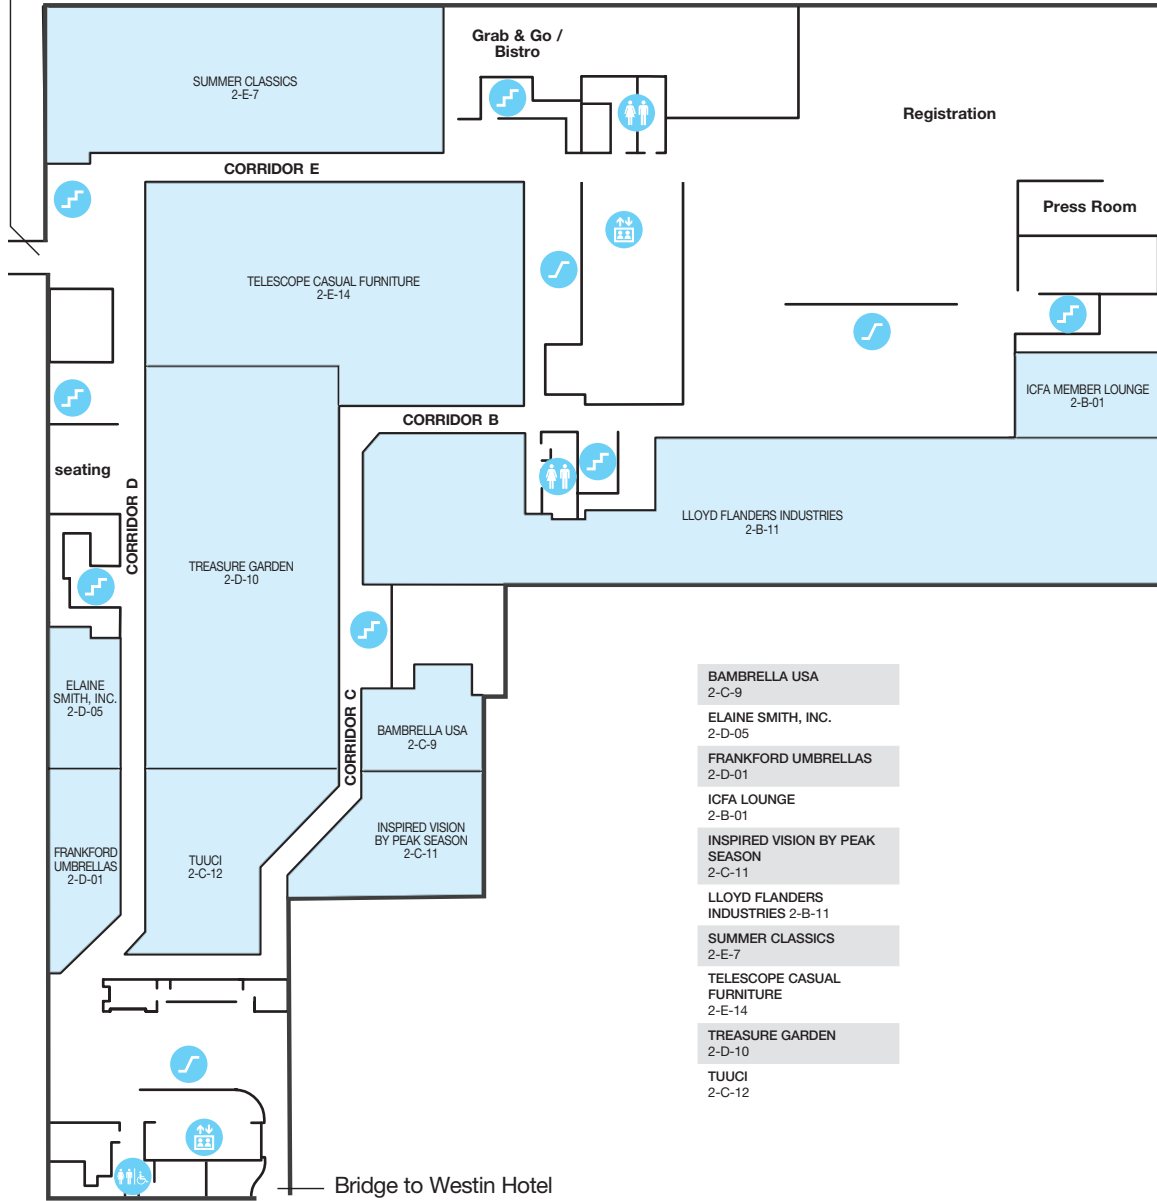 Grab & Go /
Bistro
SUMMER CLASSICS
2-E-7
Registration
CORRIDOR E
Press Room
TELESCOPE CASUAL FURNITURE
2-E-14
ICFA MEMBER LOUNGE
2-B-01
CORRIDOR B
seating
CORRIDOR D
LLOYD FLANDERS INDUSTRIES
2-B-11
TREASURE GARDEN
2-D-10
ELAINE
SMITH, INC.
2-D-05
CORRIDOR C
BAMBRELLA USA
2-C-9
INSPIRED VISION
BY PEAK SEASON
2-C-11
FRANKFORD
UMBRELLAS
2-D-01
TUUCI
2-C-12
BAMBRELLA USA
2-C-9
ELAINE SMITH, INC.
2-D-05
FRANKFORD UMBRELLAS
2-D-01
ICFA LOUNGE
2-B-01
INSPIRED VISION BY PEAK
SEASON
2-C-11
LLOYD FLANDERS
INDUSTRIES 2-B-11
SUMMER CLASSICS
2-E-7
TELESCOPE CASUAL
FURNITURE
2-E-14
TREASURE GARDEN
2-D-10
TUUCI
2-C-12
Bridge to Westin Hotel